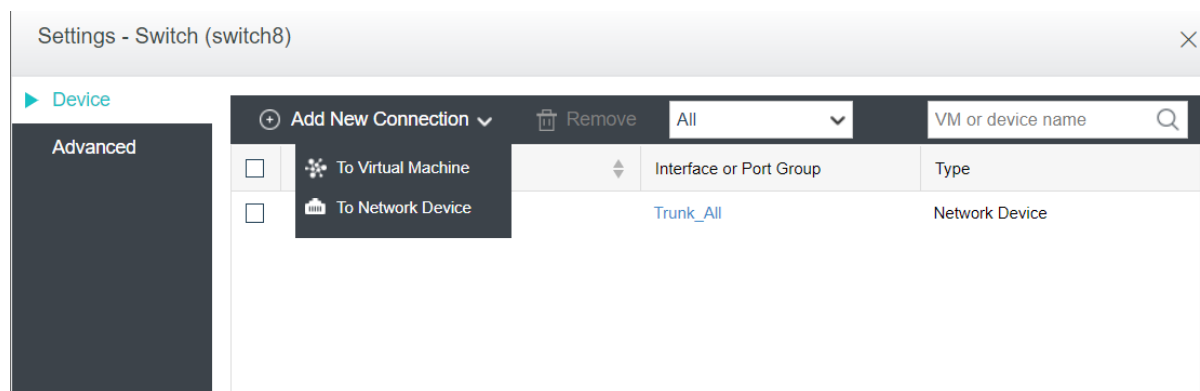 Settings - Switch (switch8)
Device
Advanced
Add New Connection
Remove
All
VM or device name
To Virtual Machine
To Network Device
Interface or Port Group
Type
Trunk_All
Network Device